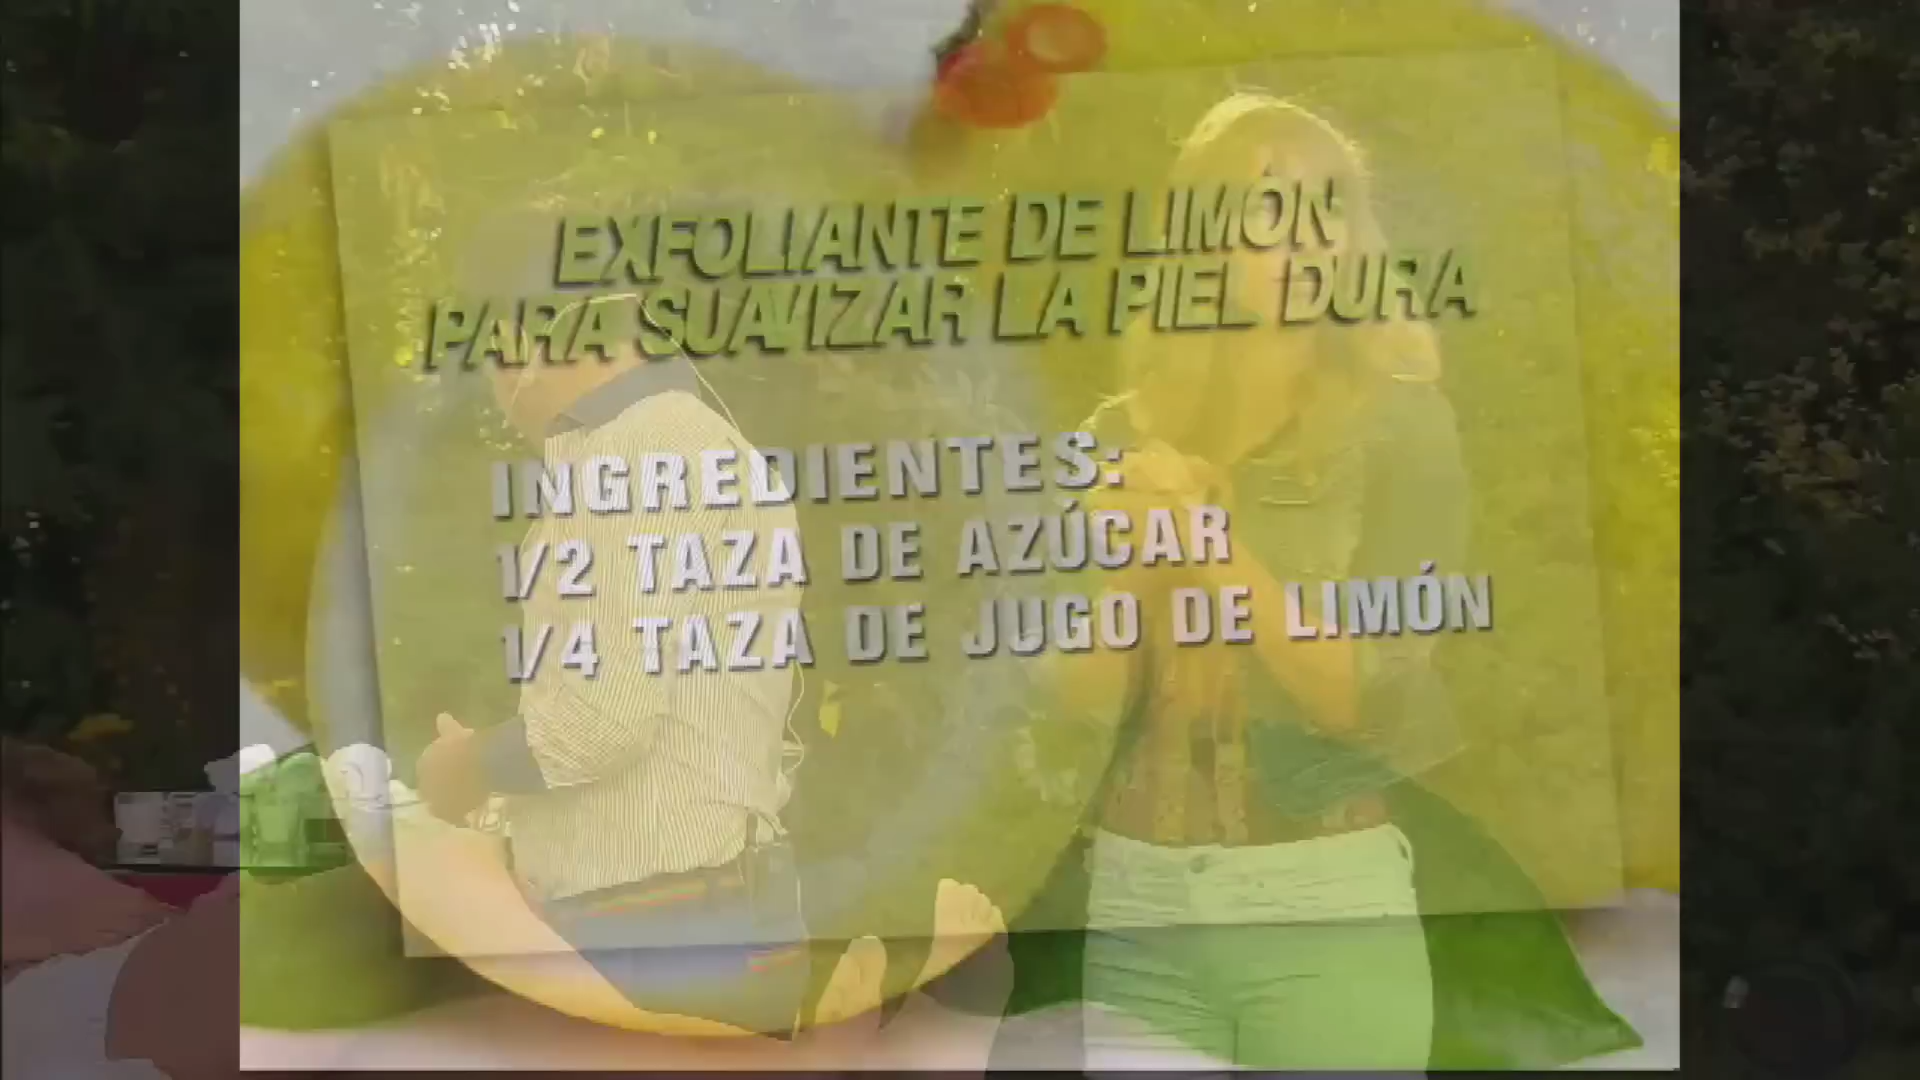 EXFOLIANTE DE LIMÓN
PARA SUAVIZAR LA PIEL DURA
INGREDIENTES:
1/2 TAZA DE AZÚCAR
1/4 TAZA DE JUGO DE LIMÓN